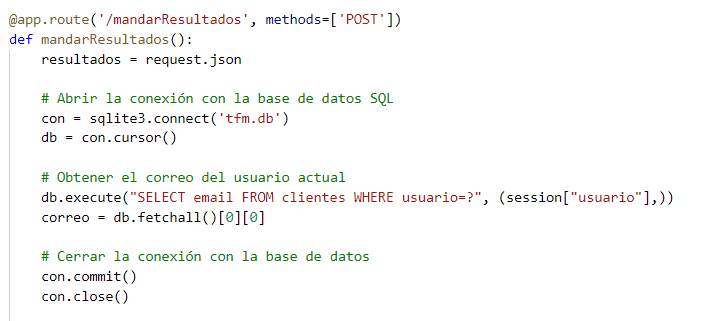 @app.route('/mandarResultados', methods=['POST'])
def mandarResultados():
    resultados = request.json
    # Abrir la conexión con la base de datos SQL
    con = sqlite3.connect('tfm.db')
    db = con.cursor()
    # Obtener el correo del usuario actual
    db.execute("SELECT email FROM clientes WHERE usuario=?", (session["usuario"],))
    correo = db.fetchall()[0][0]
    # Cerrar la conexión con la base de datos
    con.commit()
    con.close()